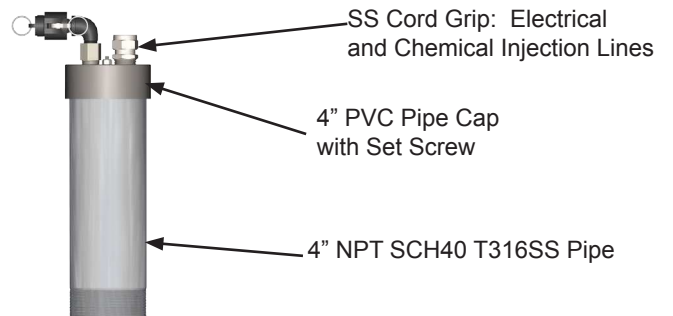 SS Cord Grip: Electrical
and Chemical Injection Lines
4” PVC Pipe Cap
with Set Screw
4” NPT SCH40 T316SS Pipe